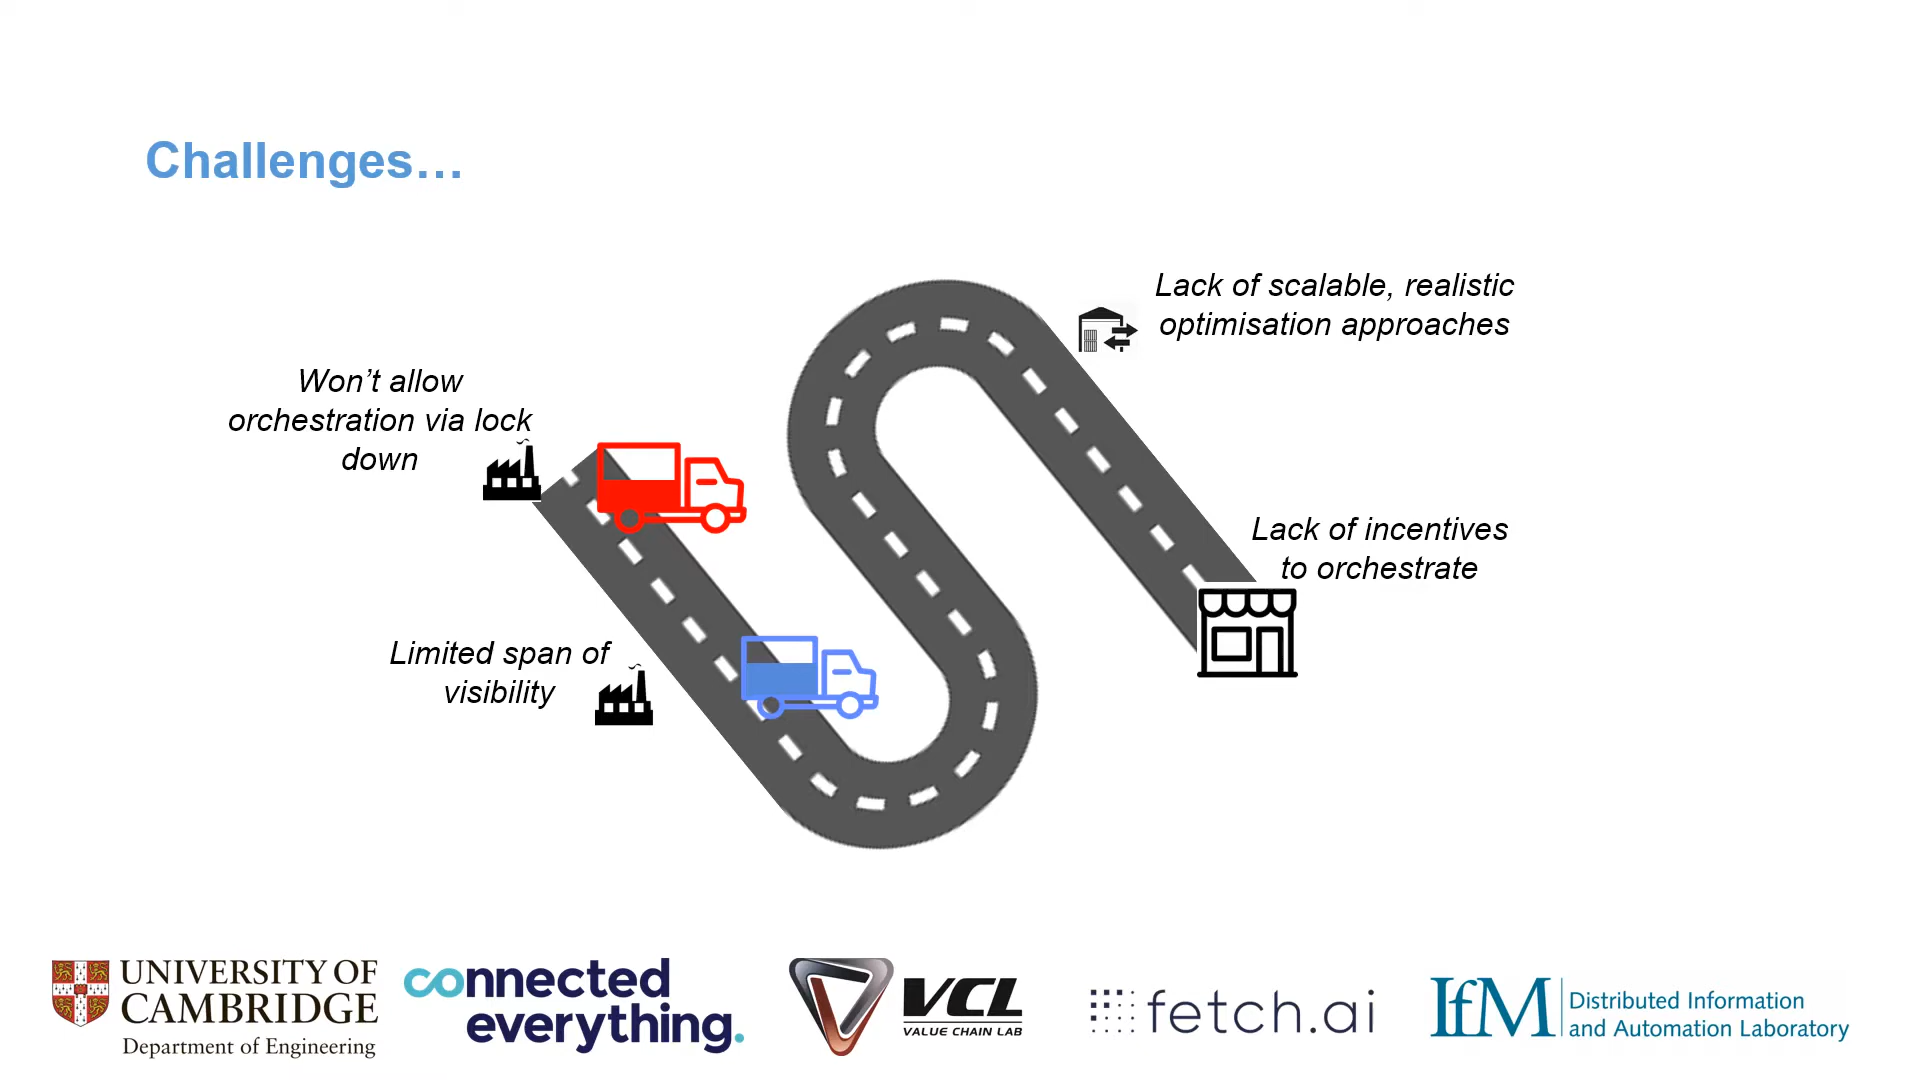 Challenges…
Lack of scalable, realistic
optimisation approaches
Won’t allow
orchestration via lock
down
Lack of incentives
to orchestrate
Limited span of
visibility
UNIVERSITY OF
CAMBRIDGE
Department of Engineering
connected
everything.
VCL
VALUE CHAIN LAB
fetch.ai
IfM
Distributed Information
and Automation Laboratory